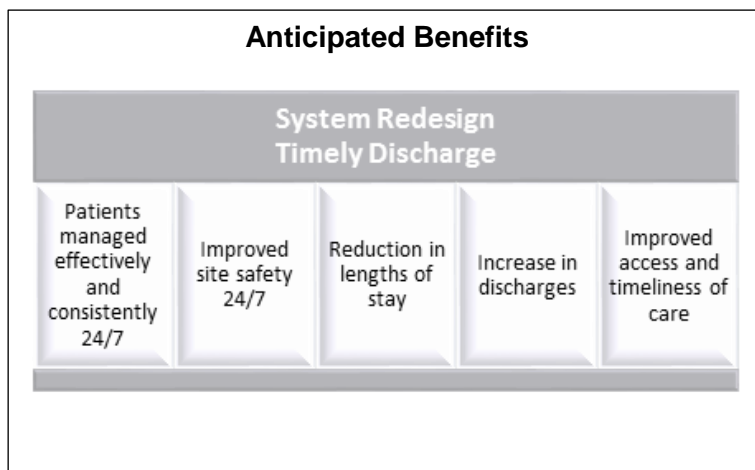 Anticipated Benefits
System Redesign
Timely Discharge
Patients
managed
effectively
and
consistently
24/7
Improved
site safety
24/7
Reduction in
lengths of
stay
Increase in
discharges
Improved
access and
timeliness of
care